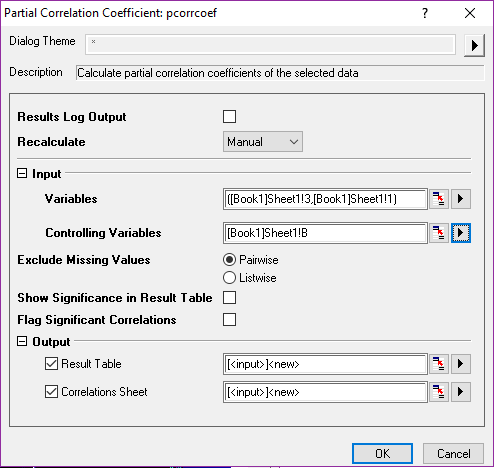 Partial Correlation Coefficient: pcorrcoef ? ×
Dialog Theme *
Description Calculate partial correlation coefficients of the selected data
Results Log Output
Recalculate Manual
Input
Variables ([Book1]Sheet1!3,[Book1]Sheet1!1)
Controlling Variables [Book1]Sheet1!B
Exclude Missing Values Pairwise
Listwise
Show Significance in Result Table
Flag Significant Correlations
Output
Result Table [<input>]<new>
Correlations Sheet [<input>]<new>
OK Cancel